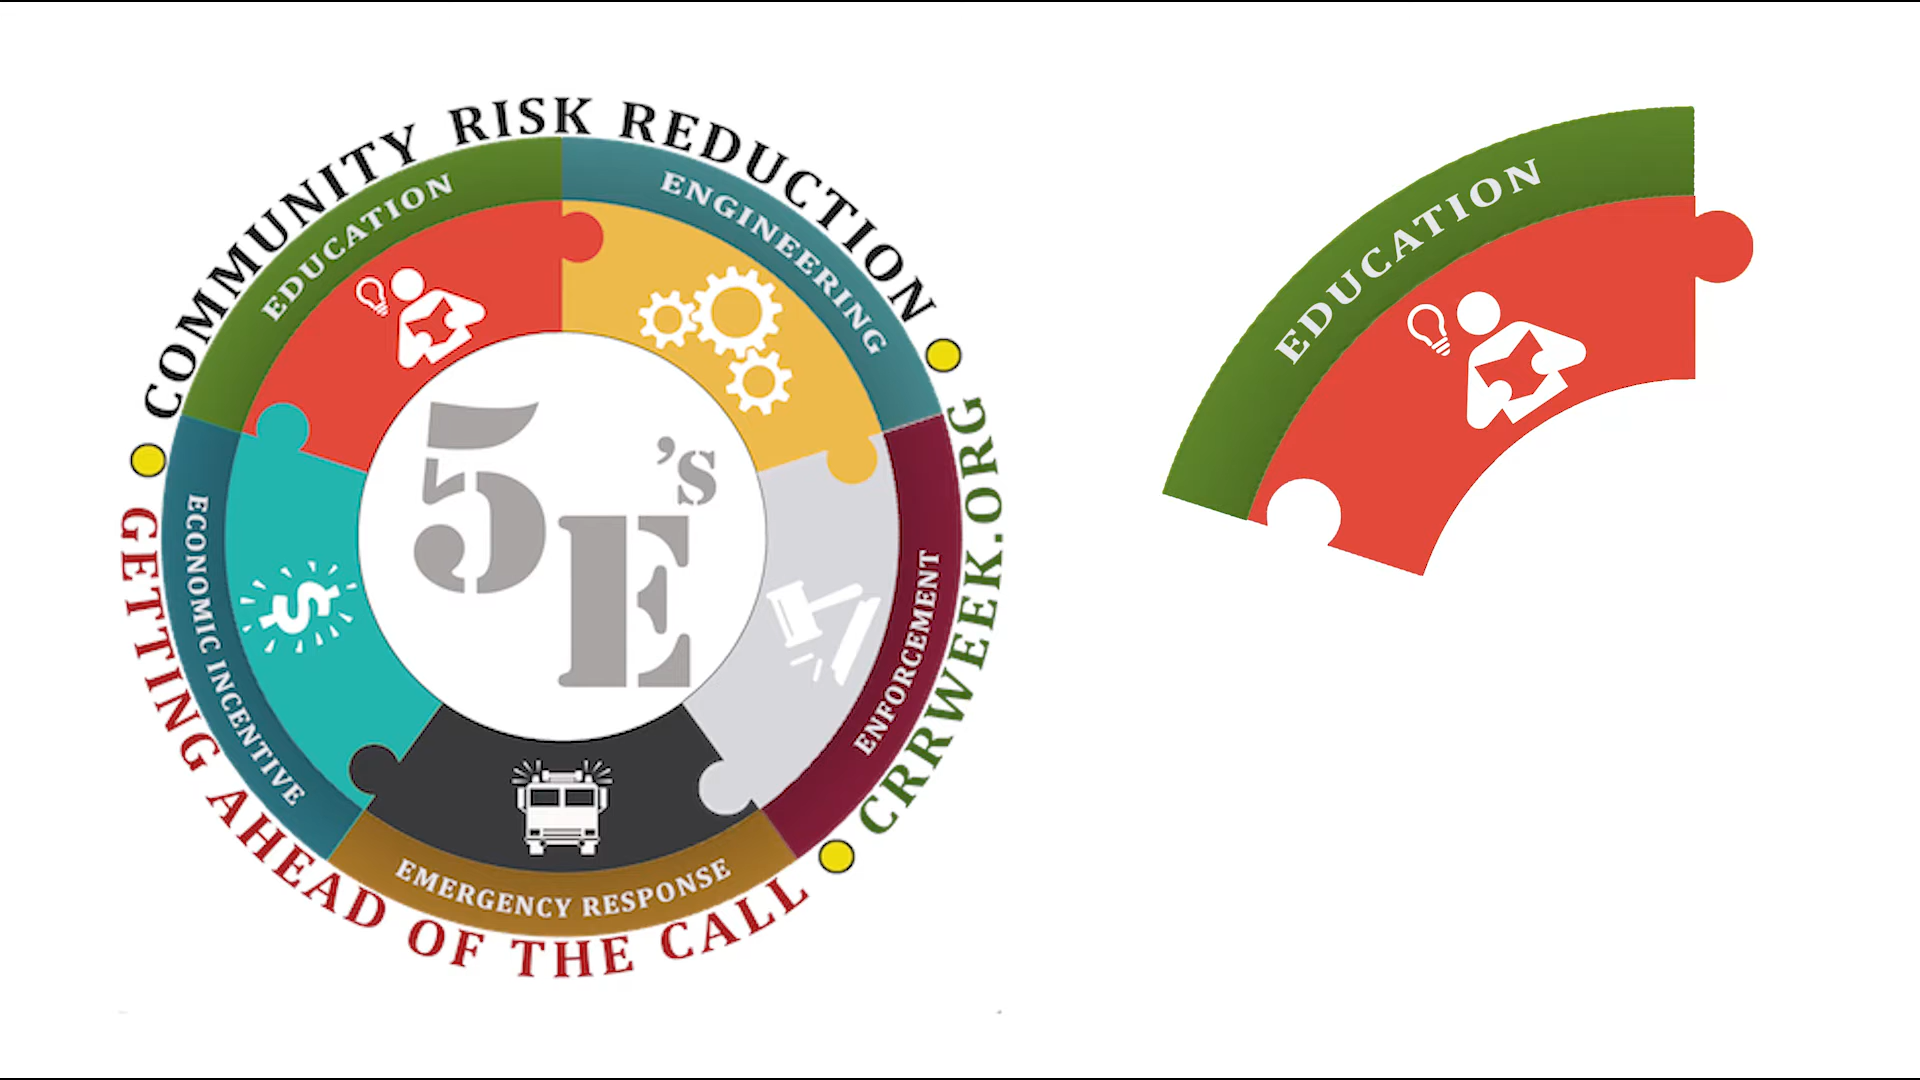 COMMUNITY RISK REDUCTION
CRRWEEK.ORG
GETTING AHEAD OF THE CALL
EDUCATION
ENGINEERING
ENFORCEMENT
EMERGENCY RESPONSE
ECONOMIC INCENTIVE
5E's
EDUCATION